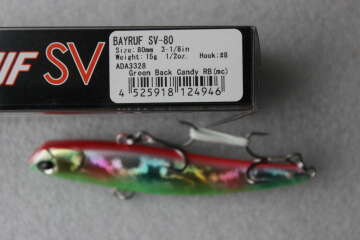 UF SV
BAYRUF SV-80
Size:80mm 3-1/8in
Weight:15g 1/2oz. Hook:#8
ADA3328
Green Back Candy RB(mc)
4 525918 124946